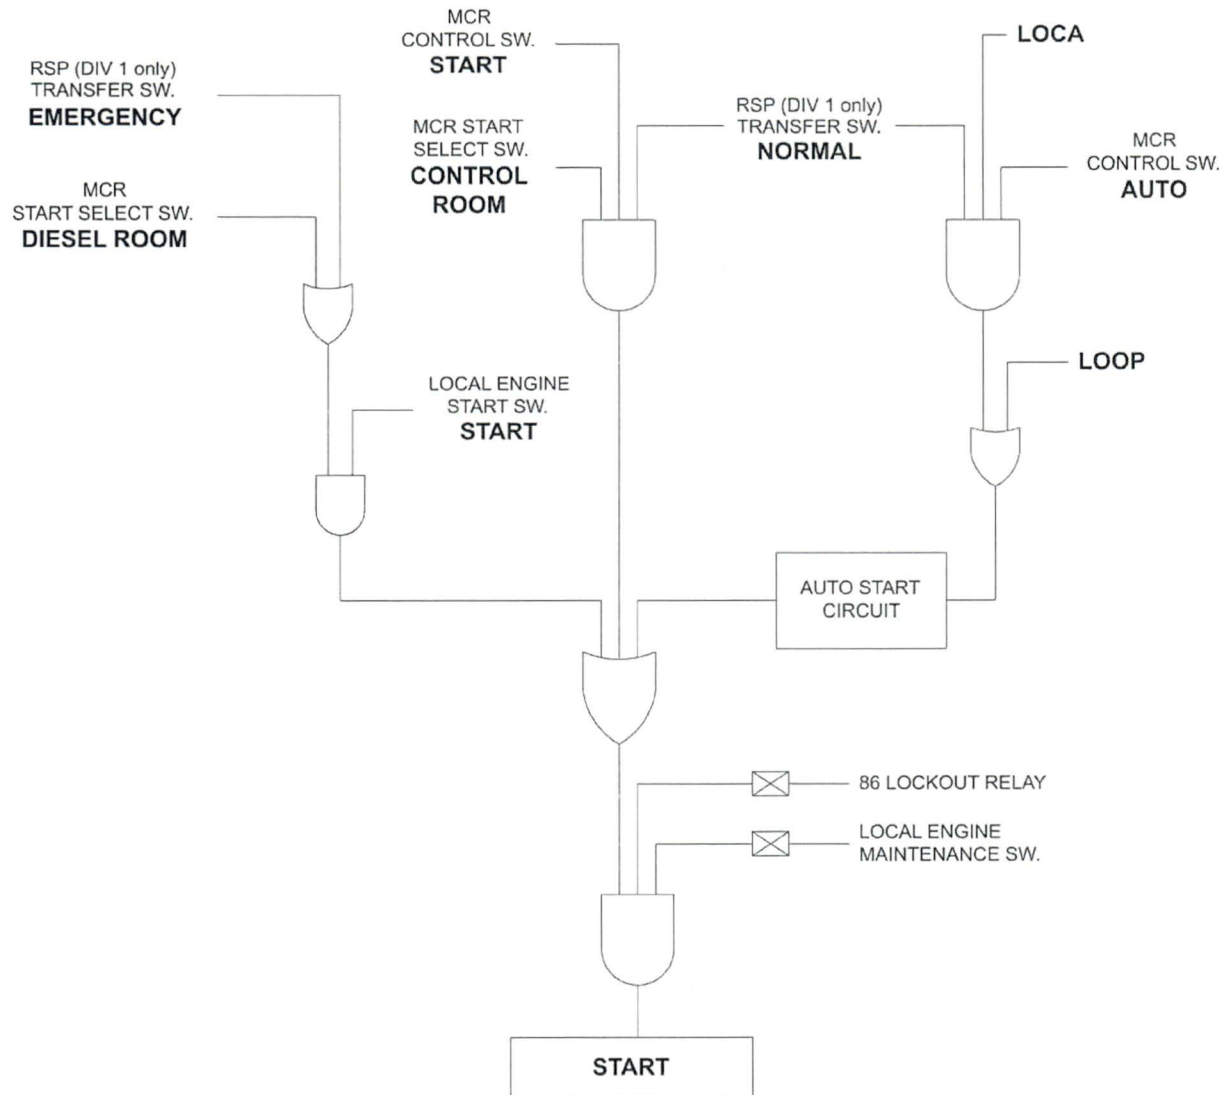 MCR
CONTROL SW.
START
LOCA
RSP (DIV 1 only)
TRANSFER SW.
EMERGENCY
RSP (DIV 1 only)
TRANSFER SW.
NORMAL
MCR START
SELECT SW.
CONTROL
ROOM
MCR
CONTROL SW.
AUTO
MCR
START SELECT SW.
DIESEL ROOM
LOOP
LOCAL ENGINE
START SW.
START
AUTO START
CIRCUIT
86 LOCKOUT RELAY
LOCAL ENGINE
MAINTENANCE SW.
START